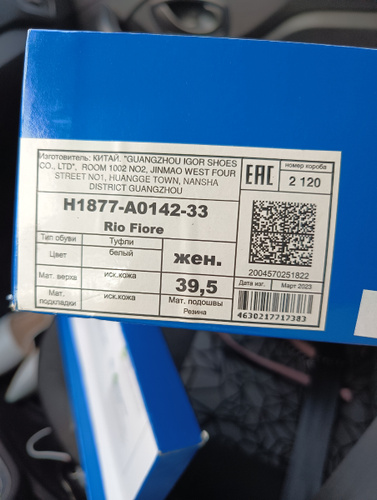 Изготовитель: КИТАЙ. "GUANGZHOU IGOR SHOES
CO., LTD", ROOM 1002 NO2, JINMAO WEST FOUR
STREET NO1, HUANGGE TOWN, NANSHA
DISTRICT GUANGZHOU
EAC
номер короба
2 120
H1877-A0142-33
Rio Fiore
Тип обуви Туфли
Цвет белый
жен.
Мат. верха иск.кожа
39,5
Мат. подкладки иск.кожа
Мат. подошвы
Резина
2004570251822
Дата изг. Март 2023
4630217717383